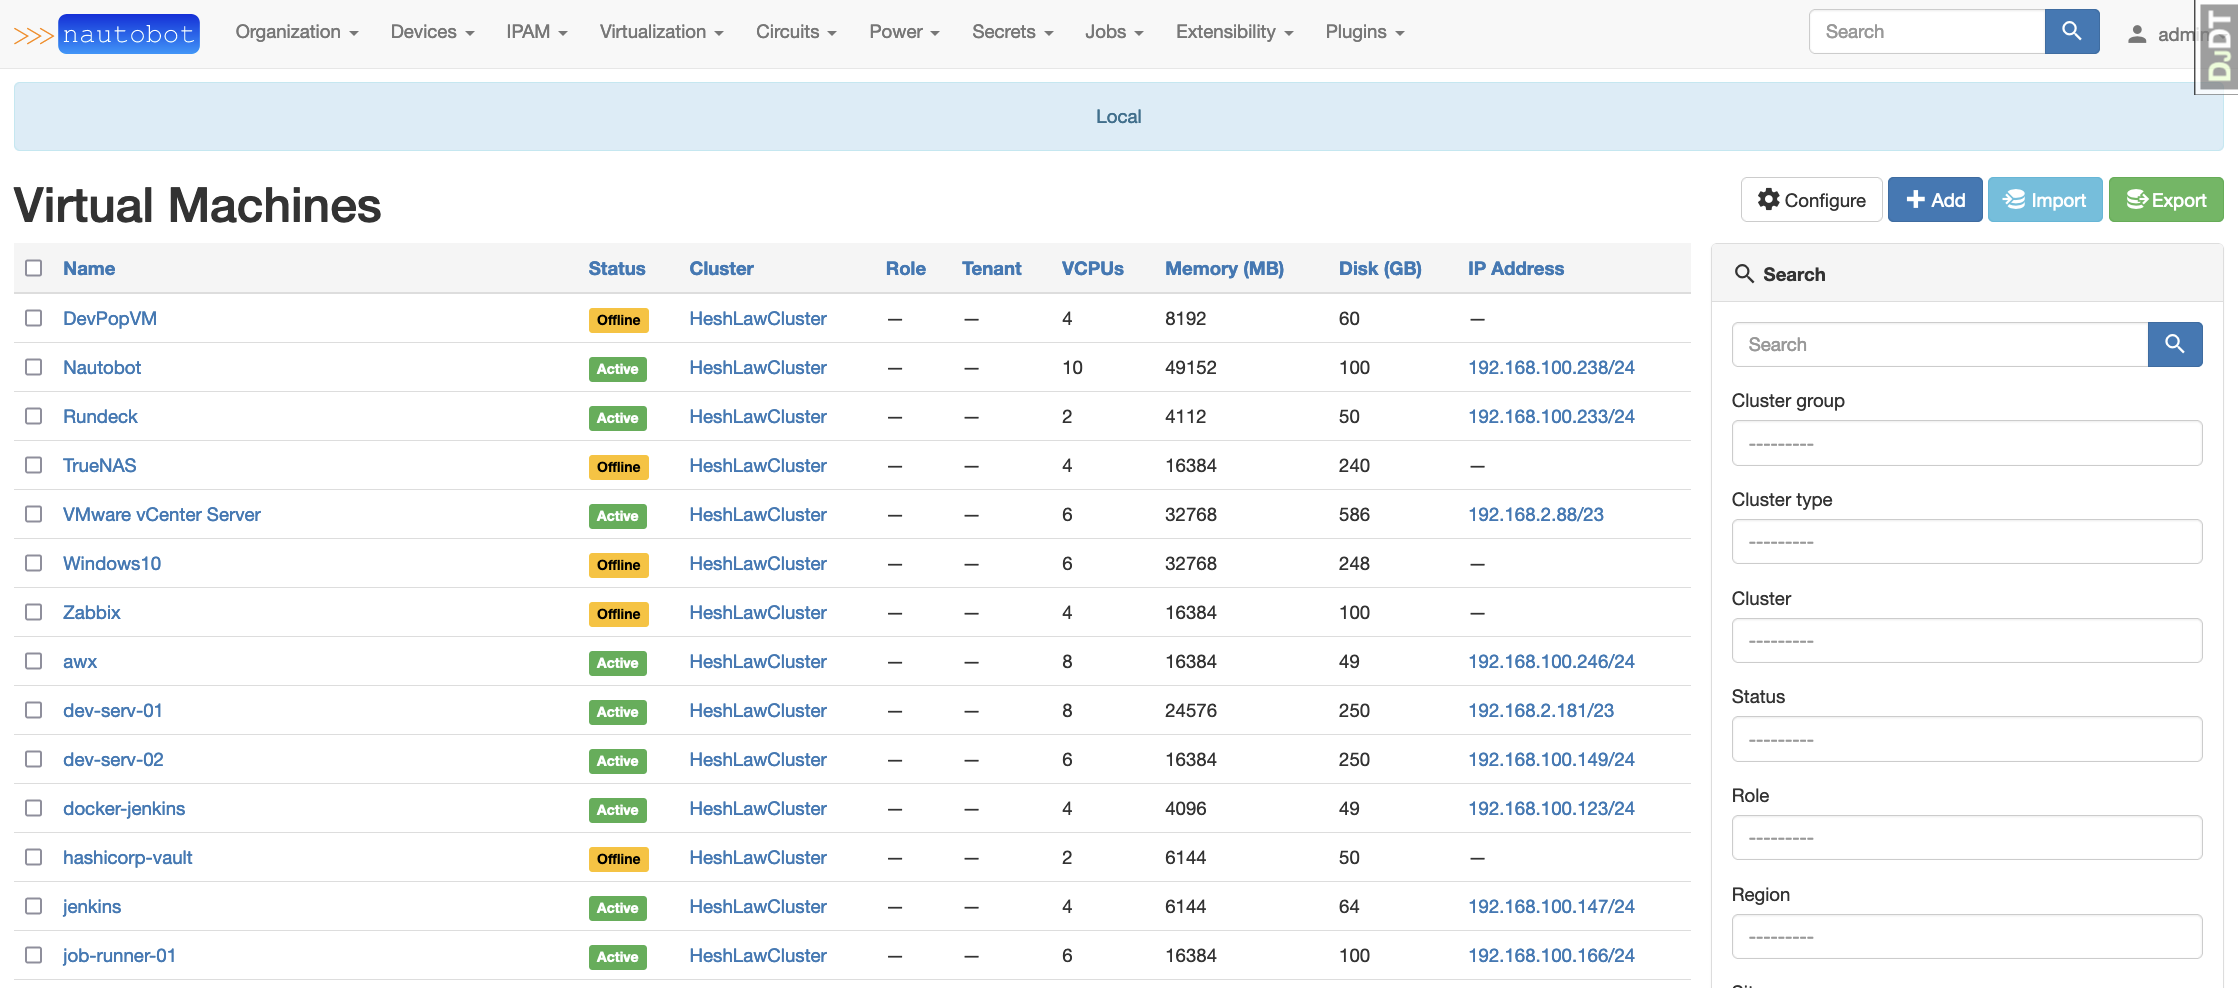 >>> nautobot Organization Devices IPAM Virtualization Circuits Power Secrets Jobs Extensibility Plugins Search
DJDT
Local
Virtual Machines
Configure Add Import Export
Name Status Cluster Role Tenant VCPUs Memory (MB) Disk (GB) IP Address
DevPopVM Offline HeshLawCluster — — 4 8192 60 —
Nautobot Active HeshLawCluster — — 10 49152 100 192.168.100.238/24
Rundeck Active HeshLawCluster — — 2 4112 50 192.168.100.233/24
TrueNAS Offline HeshLawCluster — — 4 16384 240 —
VMware vCenter Server Active HeshLawCluster — — 6 32768 586 192.168.2.88/23
Windows10 Offline HeshLawCluster — — 6 32768 248 —
Zabbix Offline HeshLawCluster — — 4 16384 100 —
awx Active HeshLawCluster — — 8 16384 49 192.168.100.246/24
dev-serv-01 Active HeshLawCluster — — 8 24576 250 192.168.2.181/23
dev-serv-02 Active HeshLawCluster — — 6 16384 250 192.168.100.149/24
docker-jenkins Active HeshLawCluster — — 4 4096 49 192.168.100.123/24
hashicorp-vault Offline HeshLawCluster — — 2 6144 50 —
jenkins Active HeshLawCluster — — 4 6144 64 192.168.100.147/24
job-runner-01 Active HeshLawCluster — — 6 16384 100 192.168.100.166/24
Search
Search
Cluster group
---------
Cluster type
---------
Cluster
---------
Status
---------
Role
---------
Region
---------